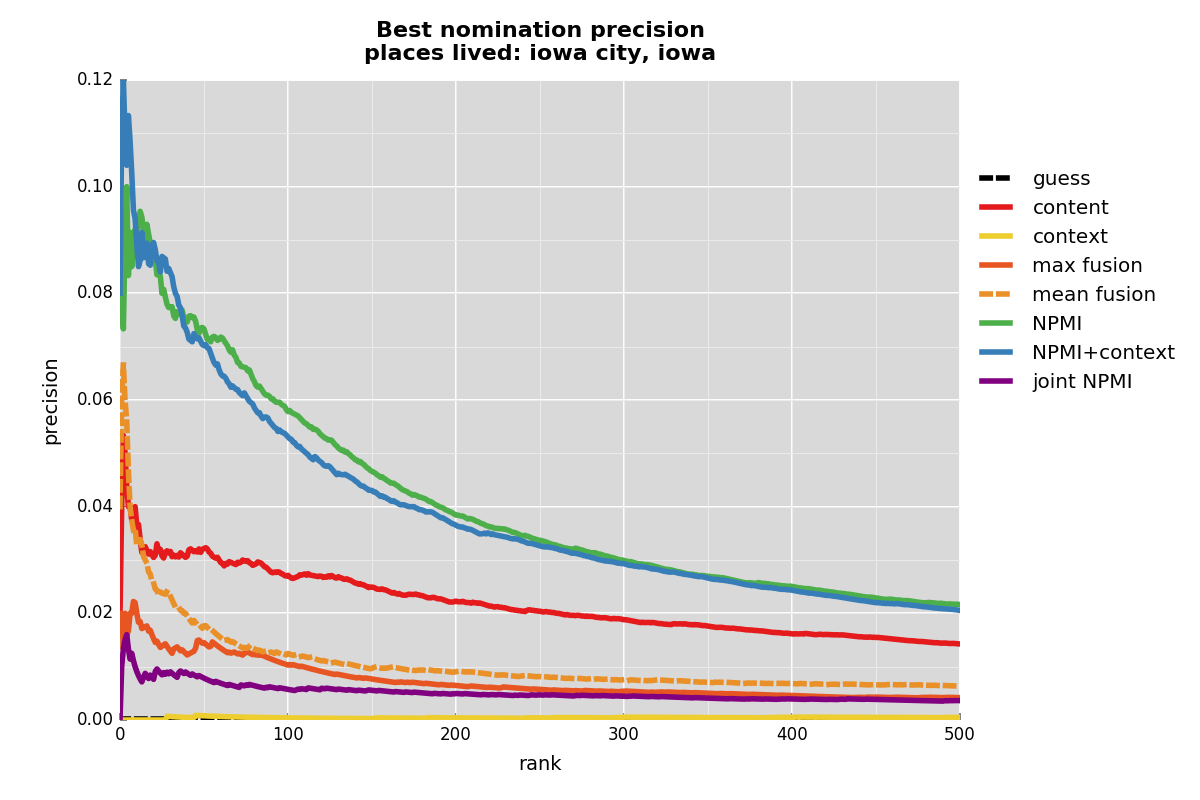 Best nomination precision
places lived: iowa city, iowa
precision
0.12
0.10
0.08
0.06
0.04
0.02
0.00
0
100
200
300
400
500
rank
guess
content
context
max fusion
mean fusion
NPMI
NPMI+context
joint NPMI